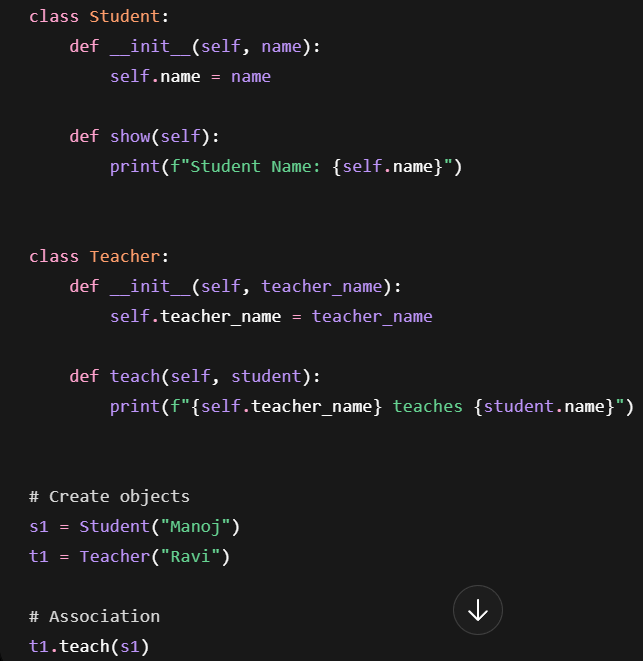 class Student:
    def __init__(self, name):
        self.name = name
    def show(self):
        print(f"Student Name: {self.name}")
class Teacher:
    def __init__(self, teacher_name):
        self.teacher_name = teacher_name
    def teach(self, student):
        print(f"{self.teacher_name} teaches {student.name}")
# Create objects
s1 = Student("Manoj")
t1 = Teacher("Ravi")
# Association
t1.teach(s1)